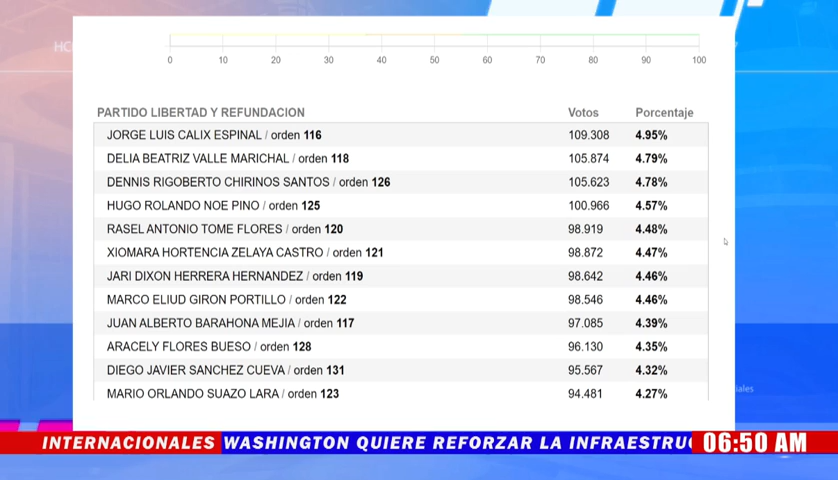 HC
0 10 20 30 40 50 60 70 80 90 100
PARTIDO LIBERTAD Y REFUNDACION Votos Porcentaje
JORGE LUIS CALIX ESPINAL / orden 116 109.308 4.95%
DELIA BEATRIZ VALLE MARICHAL / orden 118 105.874 4.79%
DENNIS RIGOBERTO CHIRINOS SANTOS / orden 126 105.623 4.78%
HUGO ROLANDO NOE PINO / orden 125 100.966 4.57%
RASEL ANTONIO TOME FLORES / orden 120 98.919 4.48%
XIOMARA HORTENCIA ZELAYA CASTRO / orden 121 98.872 4.47%
JARI DIXON HERRERA HERNANDEZ / orden 119 98.642 4.46%
MARCO ELIUD GIRON PORTILLO / orden 122 98.546 4.46%
JUAN ALBERTO BARAHONA MEJIA / orden 117 97.085 4.39%
ARACELY FLORES BUESO / orden 128 96.130 4.35%
DIEGO JAVIER SANCHEZ CUEVA / orden 131 95.567 4.32%
iales
MARIO ORLANDO SUAZO LARA / orden 123 94.481 4.27%
INTERNACIONALES WASHINGTON QUIERE REFORZAR LA INFRAESTRU 06:50 AM